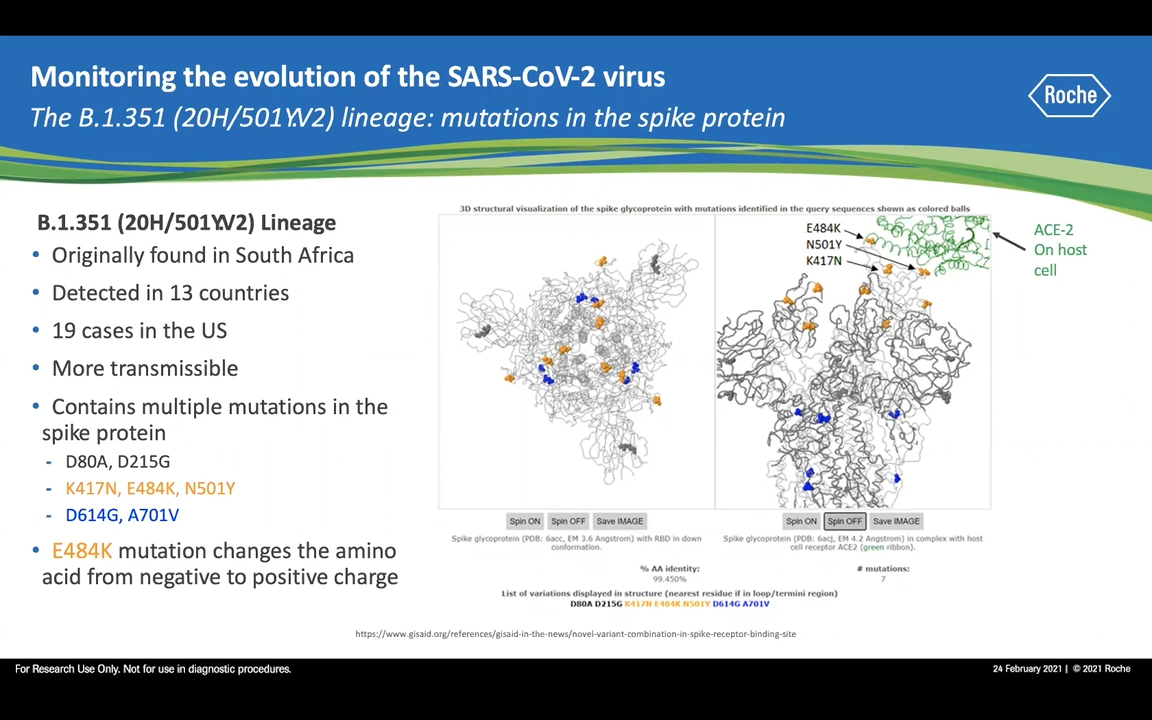 Monitoring the evolution of the SARS-CoV-2 virus
The B.1.351 (20H/501Y.V2) lineage: mutations in the spike protein
Roche
B.1.351 (20H/501Y.V2) Lineage
• Originally found in South Africa
• Detected in 13 countries
• 19 cases in the US
• More transmissible
• Contains multiple mutations in the
spike protein
- D80A, D215G
- K417N, E484K, N501Y
- D614G, A701V
• E484K mutation changes the amino
acid from negative to positive charge
3D structural visualization of the spike glycoprotein with mutations identified in the query sequences shown as colored balls
E484K
N501Y
K417N
ACE-2
On host
cell
Spin ON Spin OFF Save IMAGE
Spike glycoprotein (PDB: 6acc, EM 3.6 Angstrom) with RBD in down
conformation.
Spin ON Spin OFF Save IMAGE
Spike glycoprotein (PDB: 6acj, EM 4.2 Angstrom) in complex with host
cell receptor ACE2 (green ribbon).
% AA identity:
99.450%
# mutations:
7
List of variations displayed in structure (nearest residue if in loop/termini region)
D80A D215G K417N E484K N501Y D614G A701V
https://www.gisaid.org/references/gisaid-in-the-news/novel-variant-combination-in-spike-receptor-binding-site
For Research Use Only. Not for use in diagnostic procedures.
24 February 2021 | © 2021 Roche